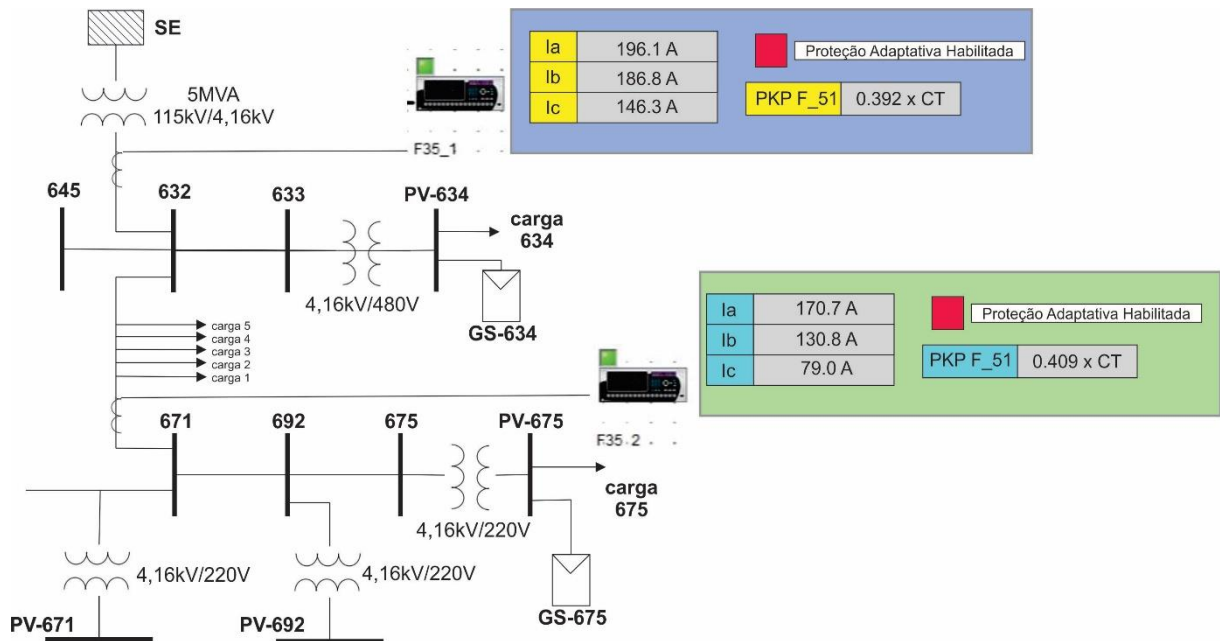 SE
5MVA
115kV/4,16kV
F35_1
Ia 196.1 A
Ib 186.8 A
Ic 146.3 A
Proteção Adaptativa Habilitada
PKP F_51 0.392 x CT
645
632
633
PV-634
carga
634
4,16kV/480V
GS-634
carga 5
carga 4
carga 3
carga 2
carga 1
Ia 170.7 A
Ib 130.8 A
Ic 79.0 A
Proteção Adaptativa Habilitada
PKP F_51 0.409 x CT
F35 2
671
692
675
PV-675
carga
675
4,16kV/220V
4,16kV/220V
4,16kV/220V
GS-675
PV-671
PV-692